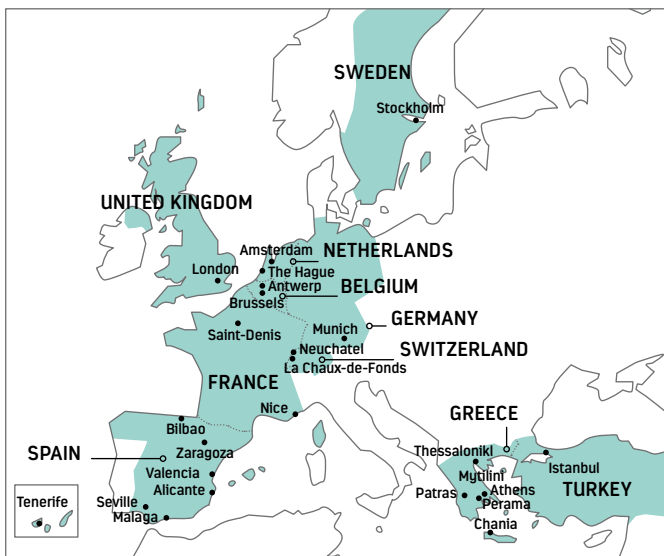 SWEDEN
Stockholm
UNITED KINGDOM
Amsterdam
NETHERLANDS
London
The Hague
Antwerp
BELGIUM
Brussels
GERMANY
Saint-Denis
Munich
Neuchatel
SWITZERLAND
La Chaux-de-Fonds
FRANCE
Nice
GREECE
Bilbao
SPAIN
Zaragoza
Thessaloniki
Istanbul
Valencia
Mytilini
TURKEY
Alicante
Athens
Patras
Perama
Tenerife
Seville
Malaga
Chania